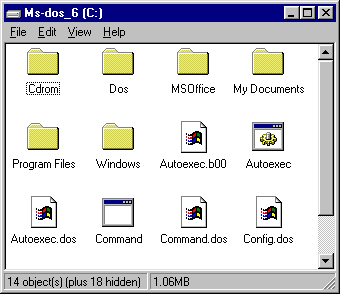 Ms-dos_6 (C:)
File Edit View Help
Cdrom Dos MSOffice My Documents
Program Files Windows Autoexec.b00 Autoexec
Autoexec.dos Command Command.dos Config.dos
14 object(s) (plus 18 hidden) 1.06MB